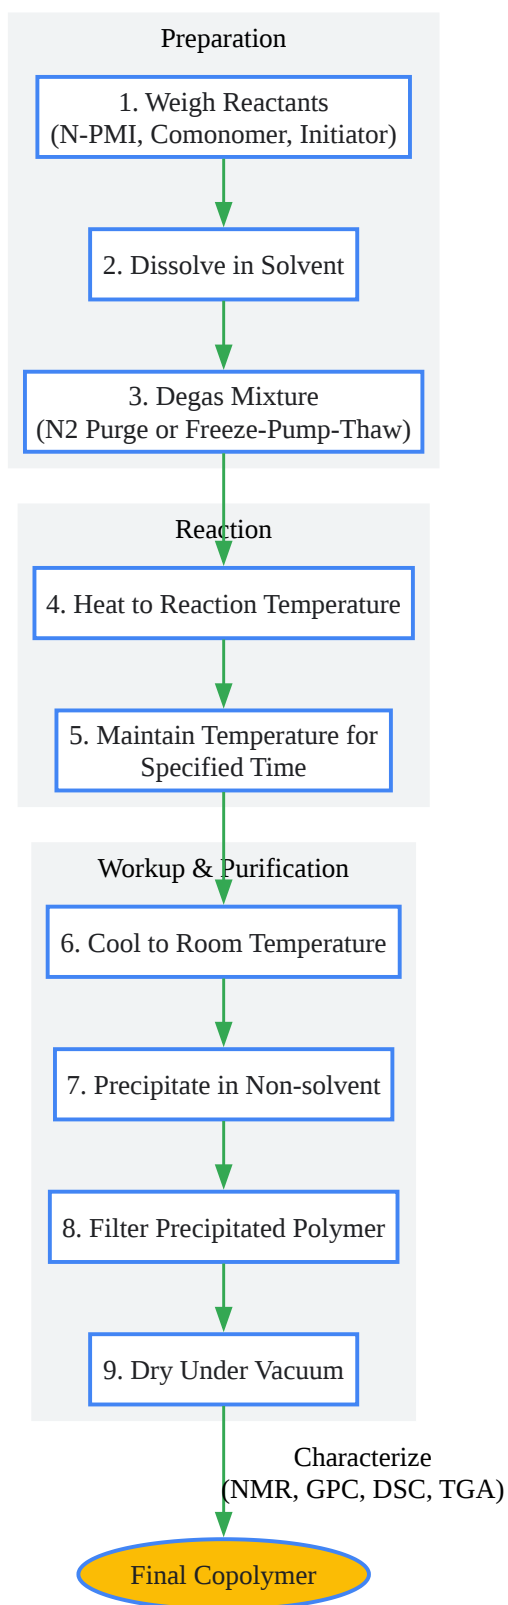 Preparation
1. Weigh Reactants
(N-PMI, Comonomer, Initiator)
2. Dissolve in Solvent
3. Degas Mixture
(N2 Purge or Freeze-Pump-Thaw)
Reaction
4. Heat to Reaction Temperature
5. Maintain Temperature for
Specified Time
Workup & Purification
6. Cool to Room Temperature
7. Precipitate in Non-solvent
8. Filter Precipitated Polymer
9. Dry Under Vacuum
Characterize
(NMR, GPC, DSC, TGA)
Final Copolymer